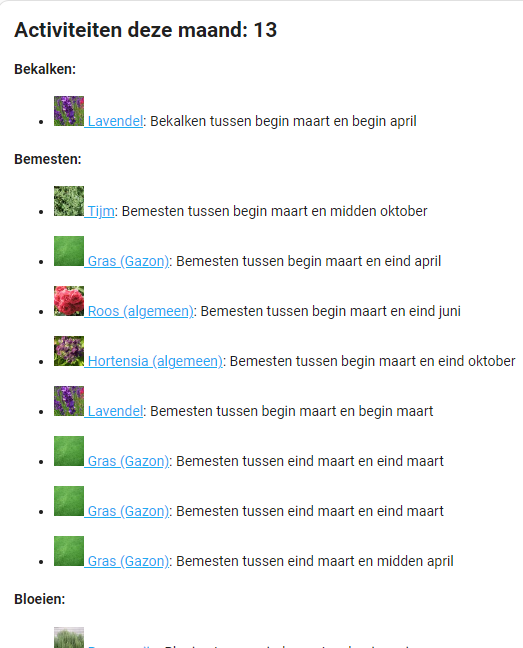 Activiteiten deze maand: 13
Bekalken:
Lavendel: Bekalken tussen begin maart en begin april
Bemesten:
Tijm: Bemesten tussen begin maart en midden oktober
Gras (Gazon): Bemesten tussen begin maart en eind april
Roos (algemeen): Bemesten tussen begin maart en eind juni
Hortensia (algemeen): Bemesten tussen begin maart en eind oktober
Lavendel: Bemesten tussen begin maart en begin maart
Gras (Gazon): Bemesten tussen eind maart en eind maart
Gras (Gazon): Bemesten tussen eind maart en eind maart
Gras (Gazon): Bemesten tussen eind maart en midden april
Bloeien: